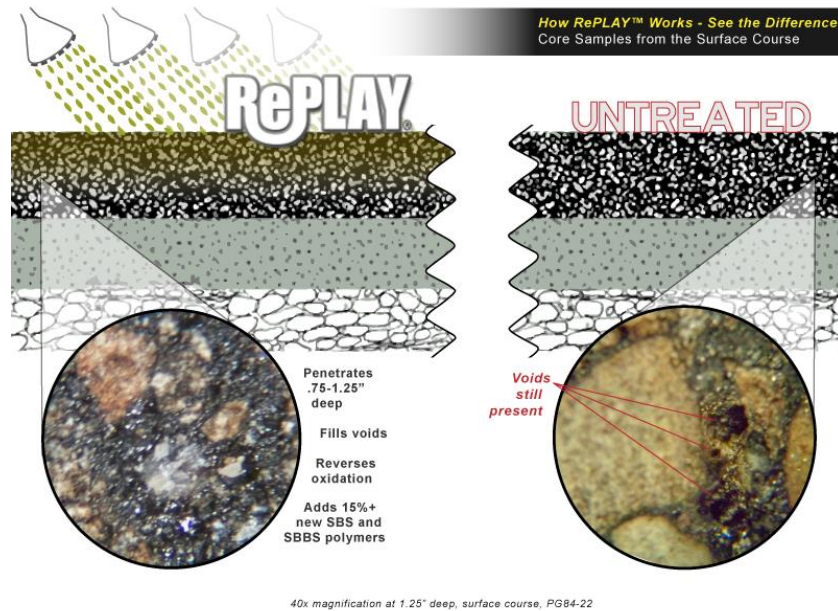 How RePLAY™ Works - See the Difference
Core Samples from the Surface Course
RePLAY®
UNTREATED
Penetrates
.75-1.25”
deep
Fills voids
Reverses
oxidation
Adds 15%+
new SBS and
SBBS polymers
Voids
still
present
40x magnification at 1.25” deep, surface course, PG84-22